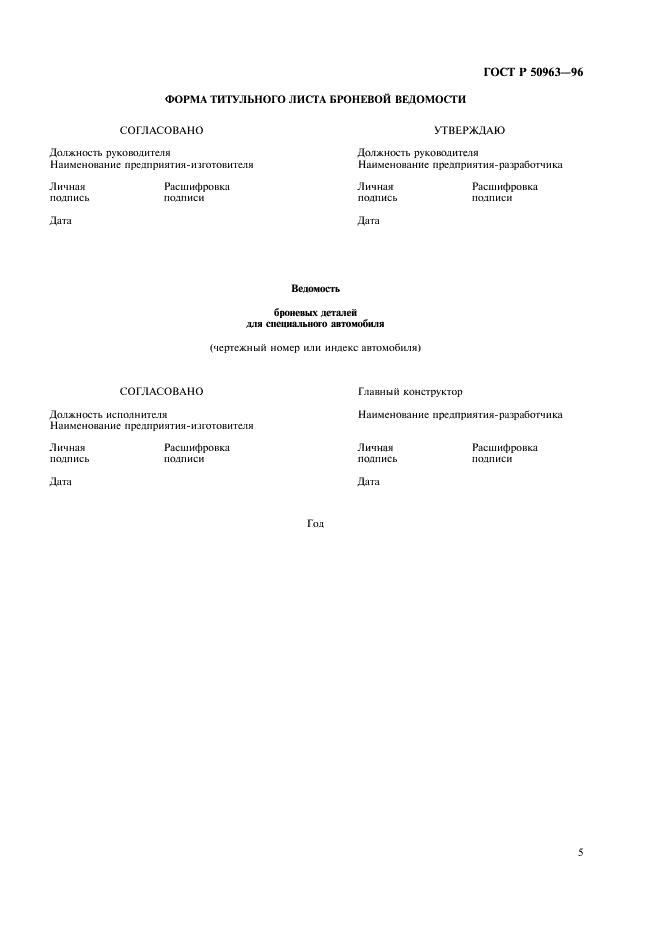 ГОСТ Р 50963—96
ФОРМА ТИТУЛЬНОГО ЛИСТА БРОНЕВОЙ ВЕДОМОСТИ
СОГЛАСОВАНО
Должность руководителя
Наименование предприятия-изготовителя
Личная Расшифровка
подпись подписи
Дата
УТВЕРЖДАЮ
Должность руководителя
Наименование предприятия-разработчика
Личная Расшифровка
подпись подписи
Дата
Ведомость
броневых деталей
для специального автомобиля
(чертежный номер или индекс автомобиля)
СОГЛАСОВАНО
Должность исполнителя
Наименование предприятия-изготовителя
Личная Расшифровка
подпись подписи
Дата
Главный конструктор
Наименование предприятия-разработчика
Личная Расшифровка
подпись подписи
Дата
Год
5